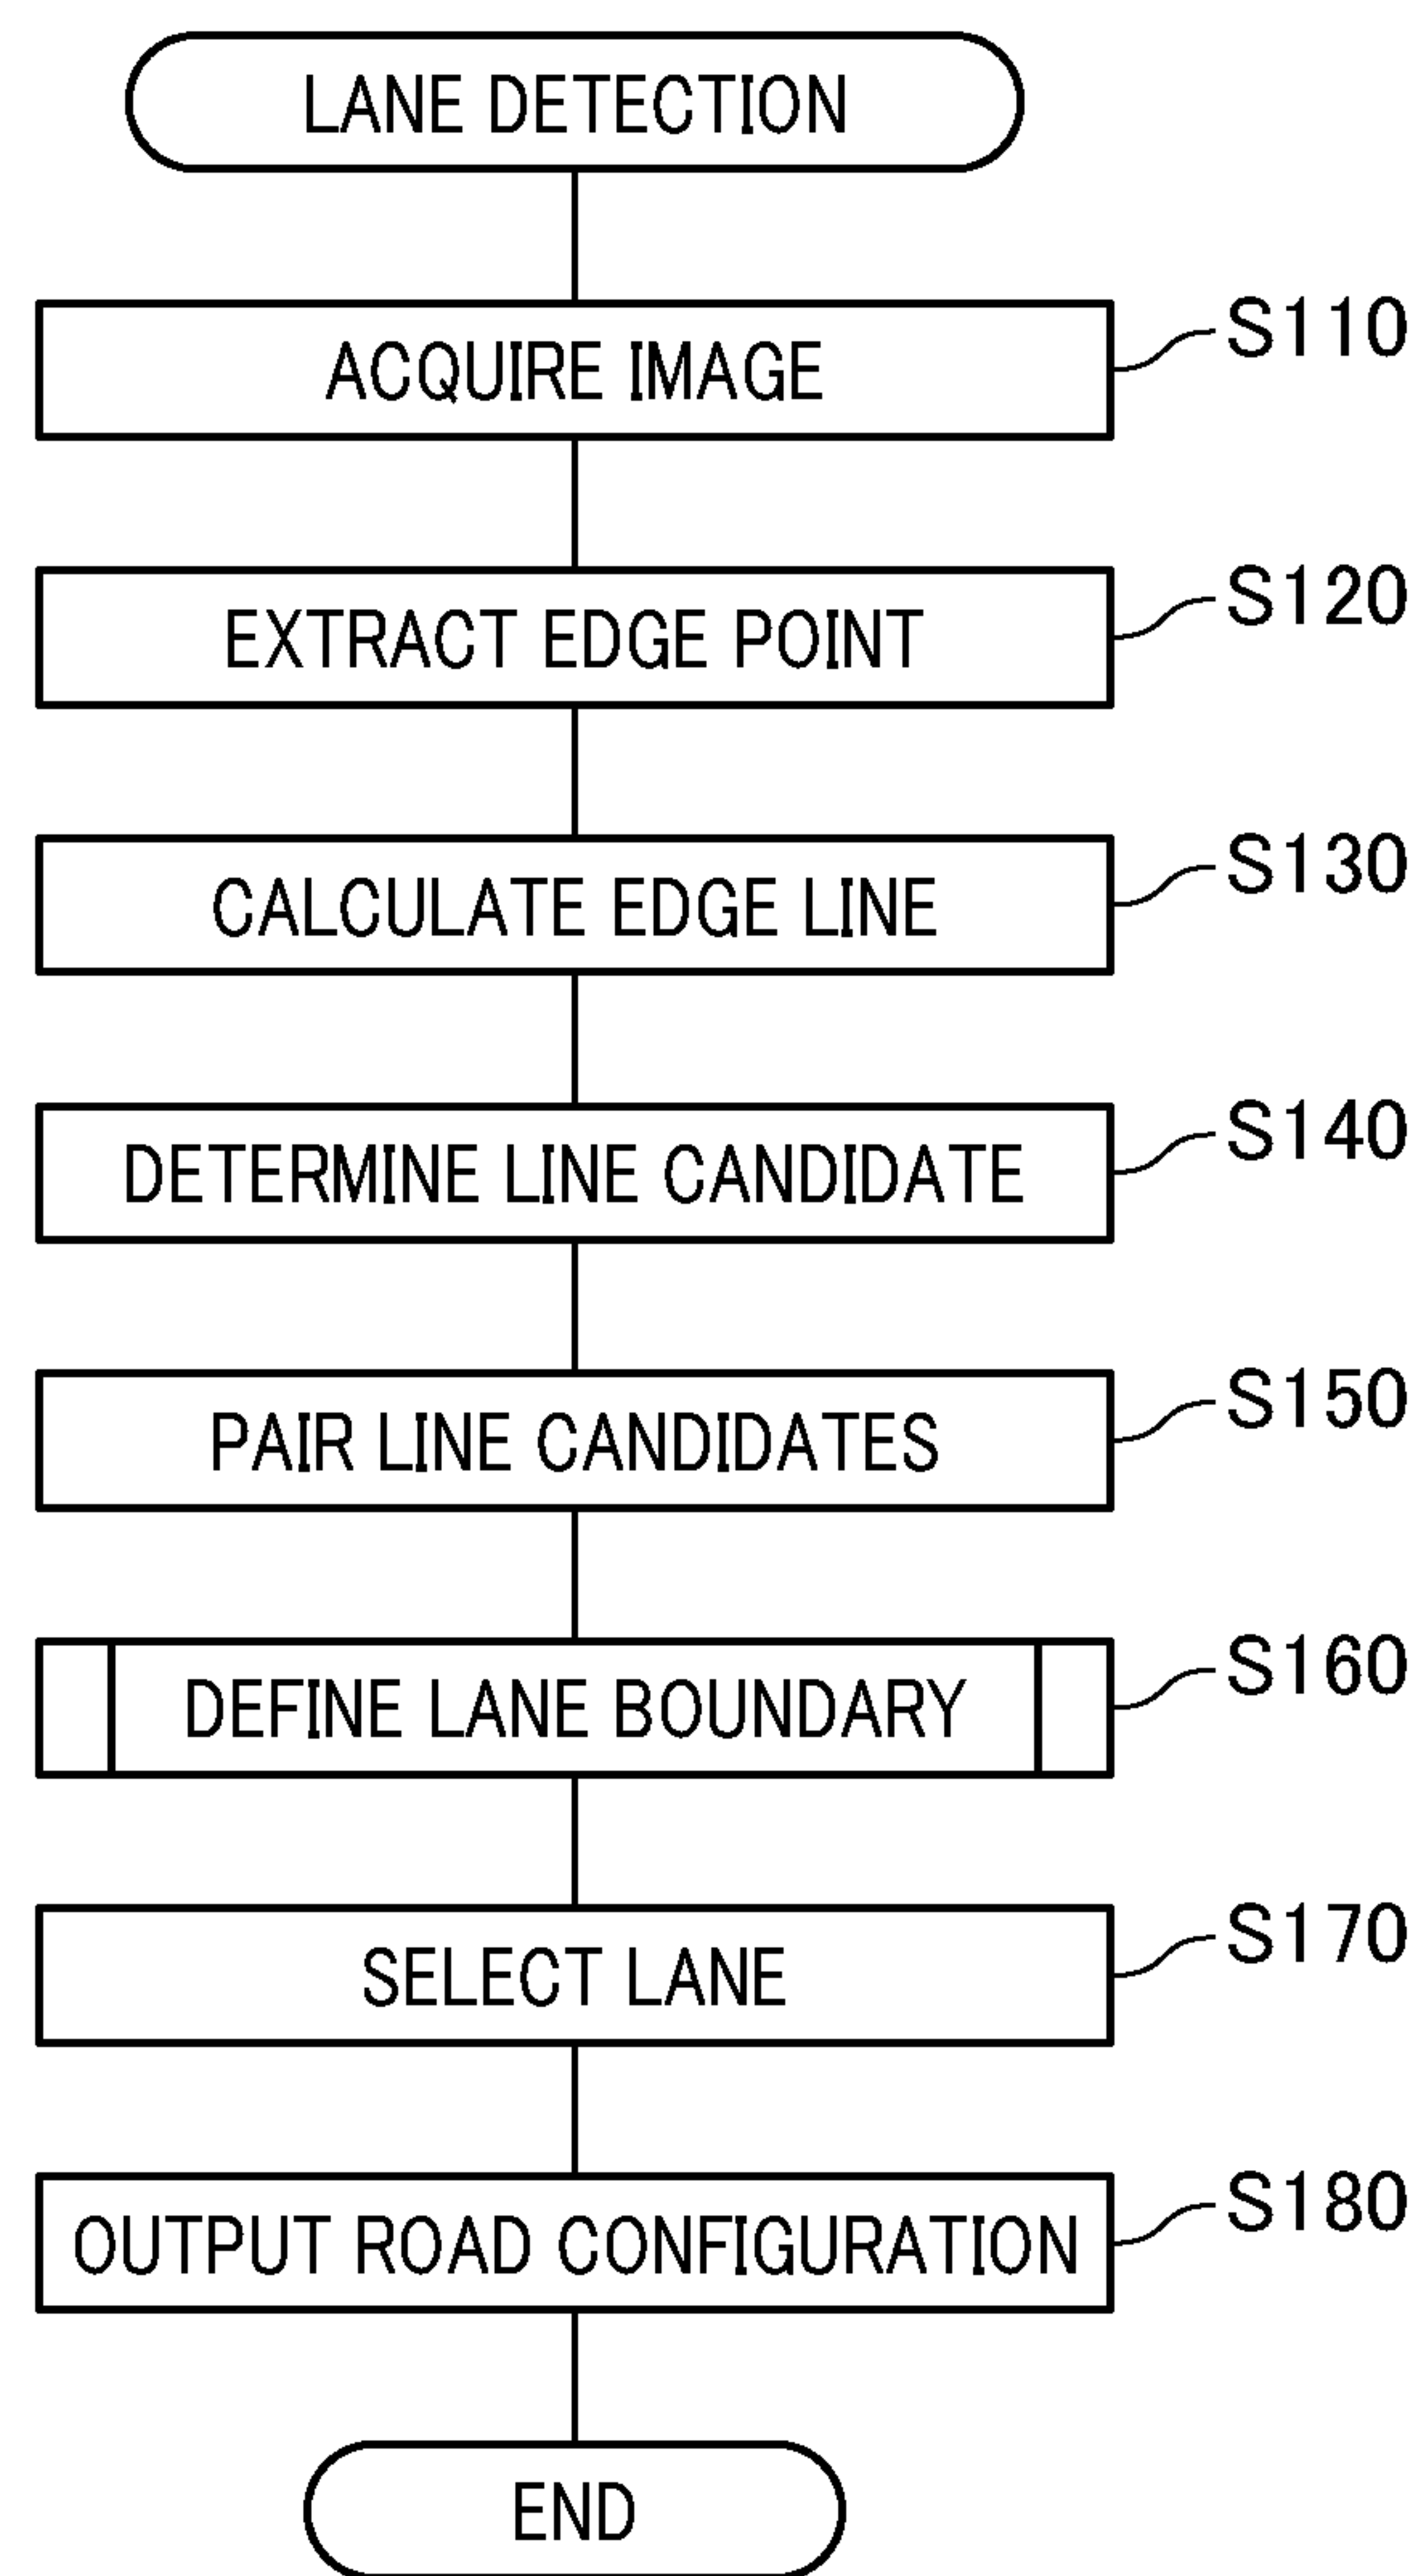 LANE DETECTION
ACQUIRE IMAGE S110
EXTRACT EDGE POINT S120
CALCULATE EDGE LINE S130
DETERMINE LINE CANDIDATE S140
PAIR LINE CANDIDATES S150
DEFINE LANE BOUNDARY S160
SELECT LANE S170
OUTPUT ROAD CONFIGURATION S180
END